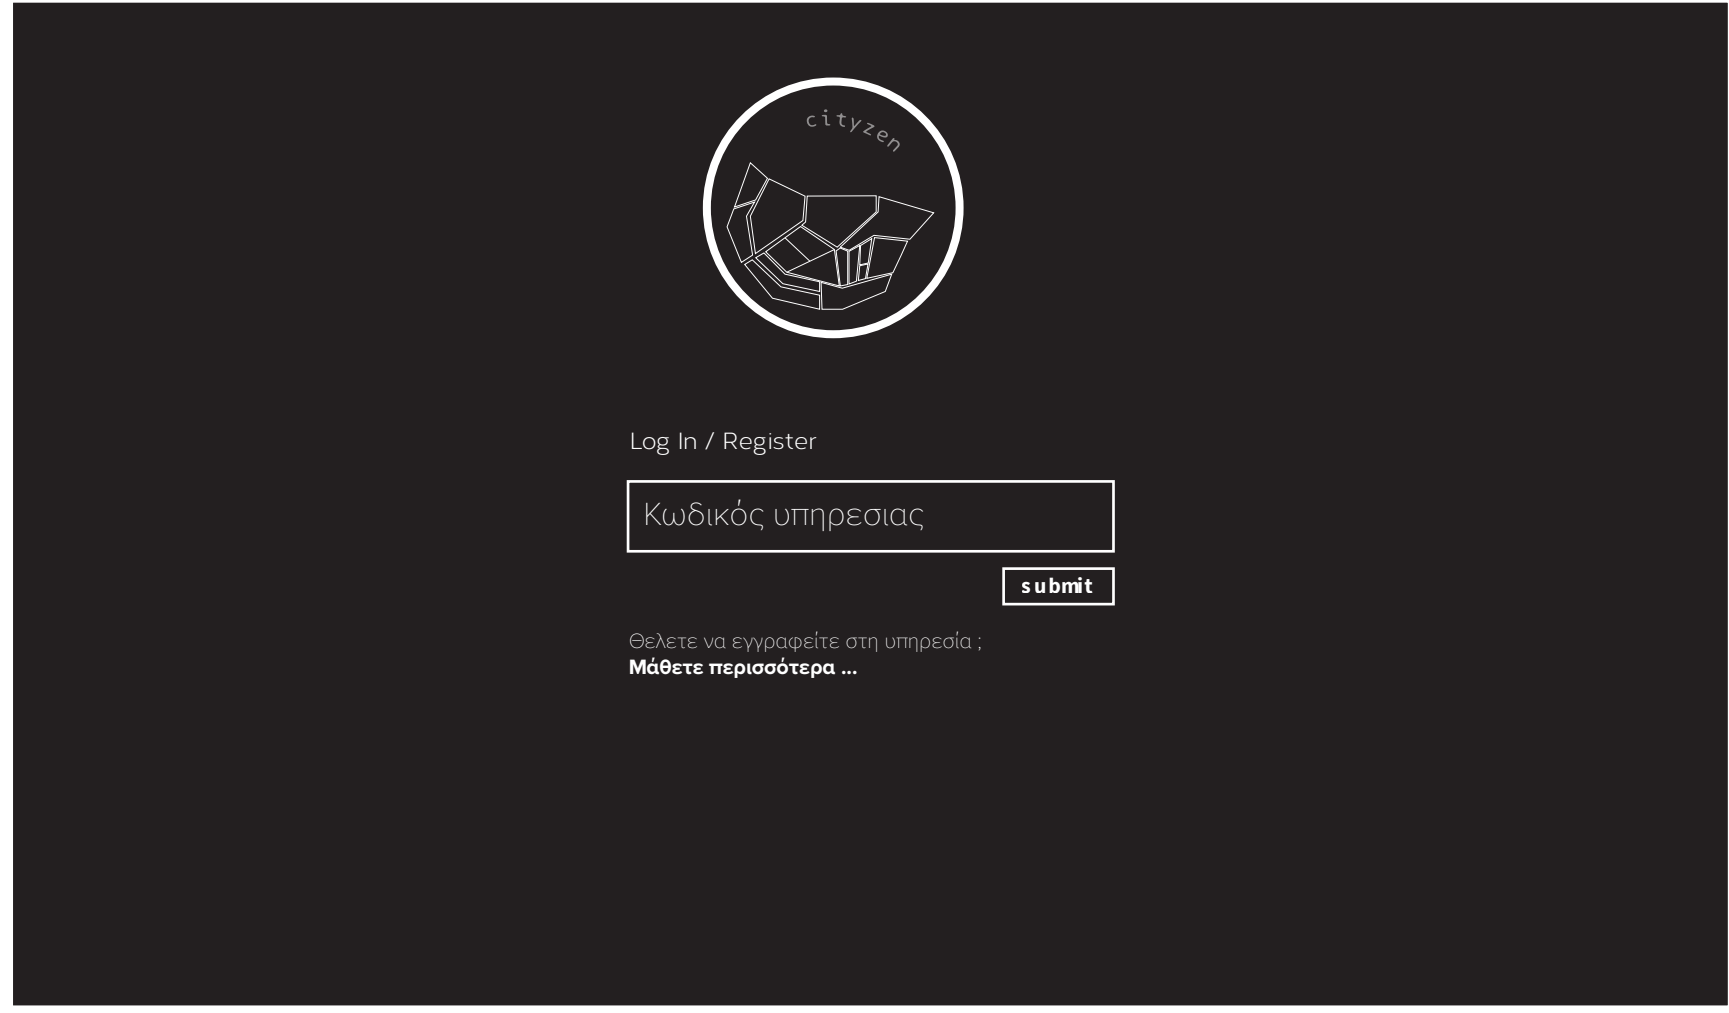 cityzen
Log In / Register
Κωδικός υπηρεσιας
submit
Θελετε να εγγραφείτε στη υπηρεσία ;
Μάθετε περισσότερα ...